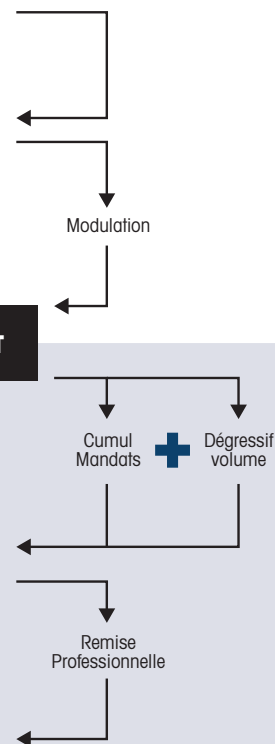 Modulation
T
Cumul
Mandats
Dégressif
volume
Remise
Professionnelle